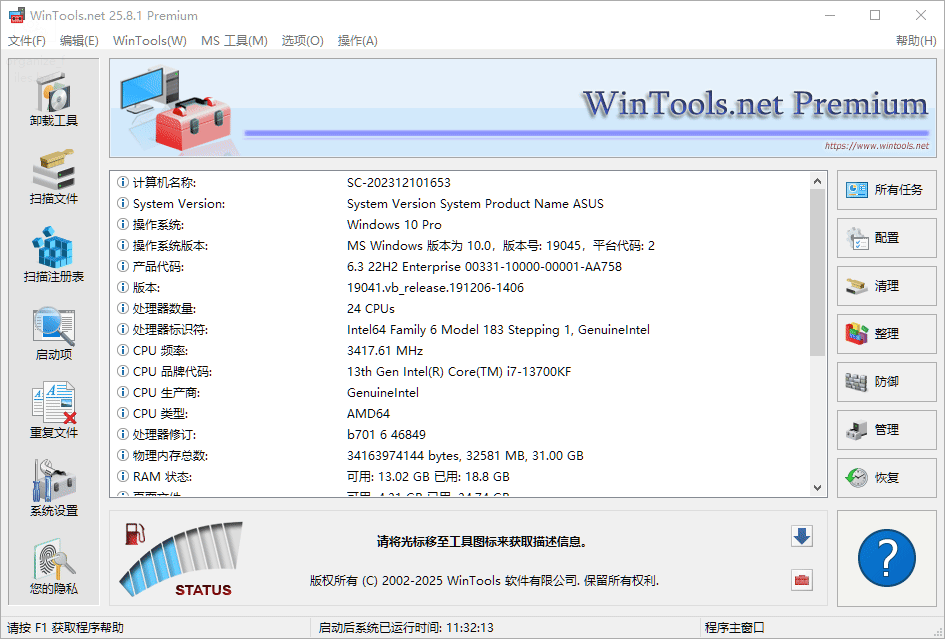 WinTools.net 25.8.1 Premium
文件(F) 编辑(E) WinTools(W) MS 工具(M) 选项(O) 操作(A) 帮助(H)
卸载工具
扫描文件
扫描注册表
启动项
重复文件
系统设置
您的隐私
WinTools.net Premium
https://www.wintools.net
计算机名称: SC-202312101653
System Version: System Version System Product Name ASUS
操作系统: Windows 10 Pro
操作系统版本: MS Windows 版本为 10.0，版本号: 19045，平台代码: 2
产品代码: 6.3 22H2 Enterprise 00331-10000-00001-AA758
版本: 19041.vb_release.191206-1406
处理器数量: 24 CPUs
处理器标识符: Intel64 Family 6 Model 183 Stepping 1, GenuineIntel
CPU 频率: 3417.61 MHz
CPU 品牌代码: 13th Gen Intel(R) Core(TM) i7-13700KF
CPU 生产商: GenuineIntel
CPU 类型: AMD64
处理器修订: b701 6 46849
物理内存总数: 34163974144 bytes, 32581 MB, 31.00 GB
RAM 状态: 可用: 13.02 GB 已用: 18.8 GB
所有任务
配置
清理
整理
防御
管理
恢复
STATUS
请将光标移至工具图标来获取描述信息。
版权所有 (C) 2002-2025 WinTools 软件有限公司. 保留所有权利.
?
请按 F1 获取程序帮助 启动后系统已运行时间: 11:32:13 程序主窗口